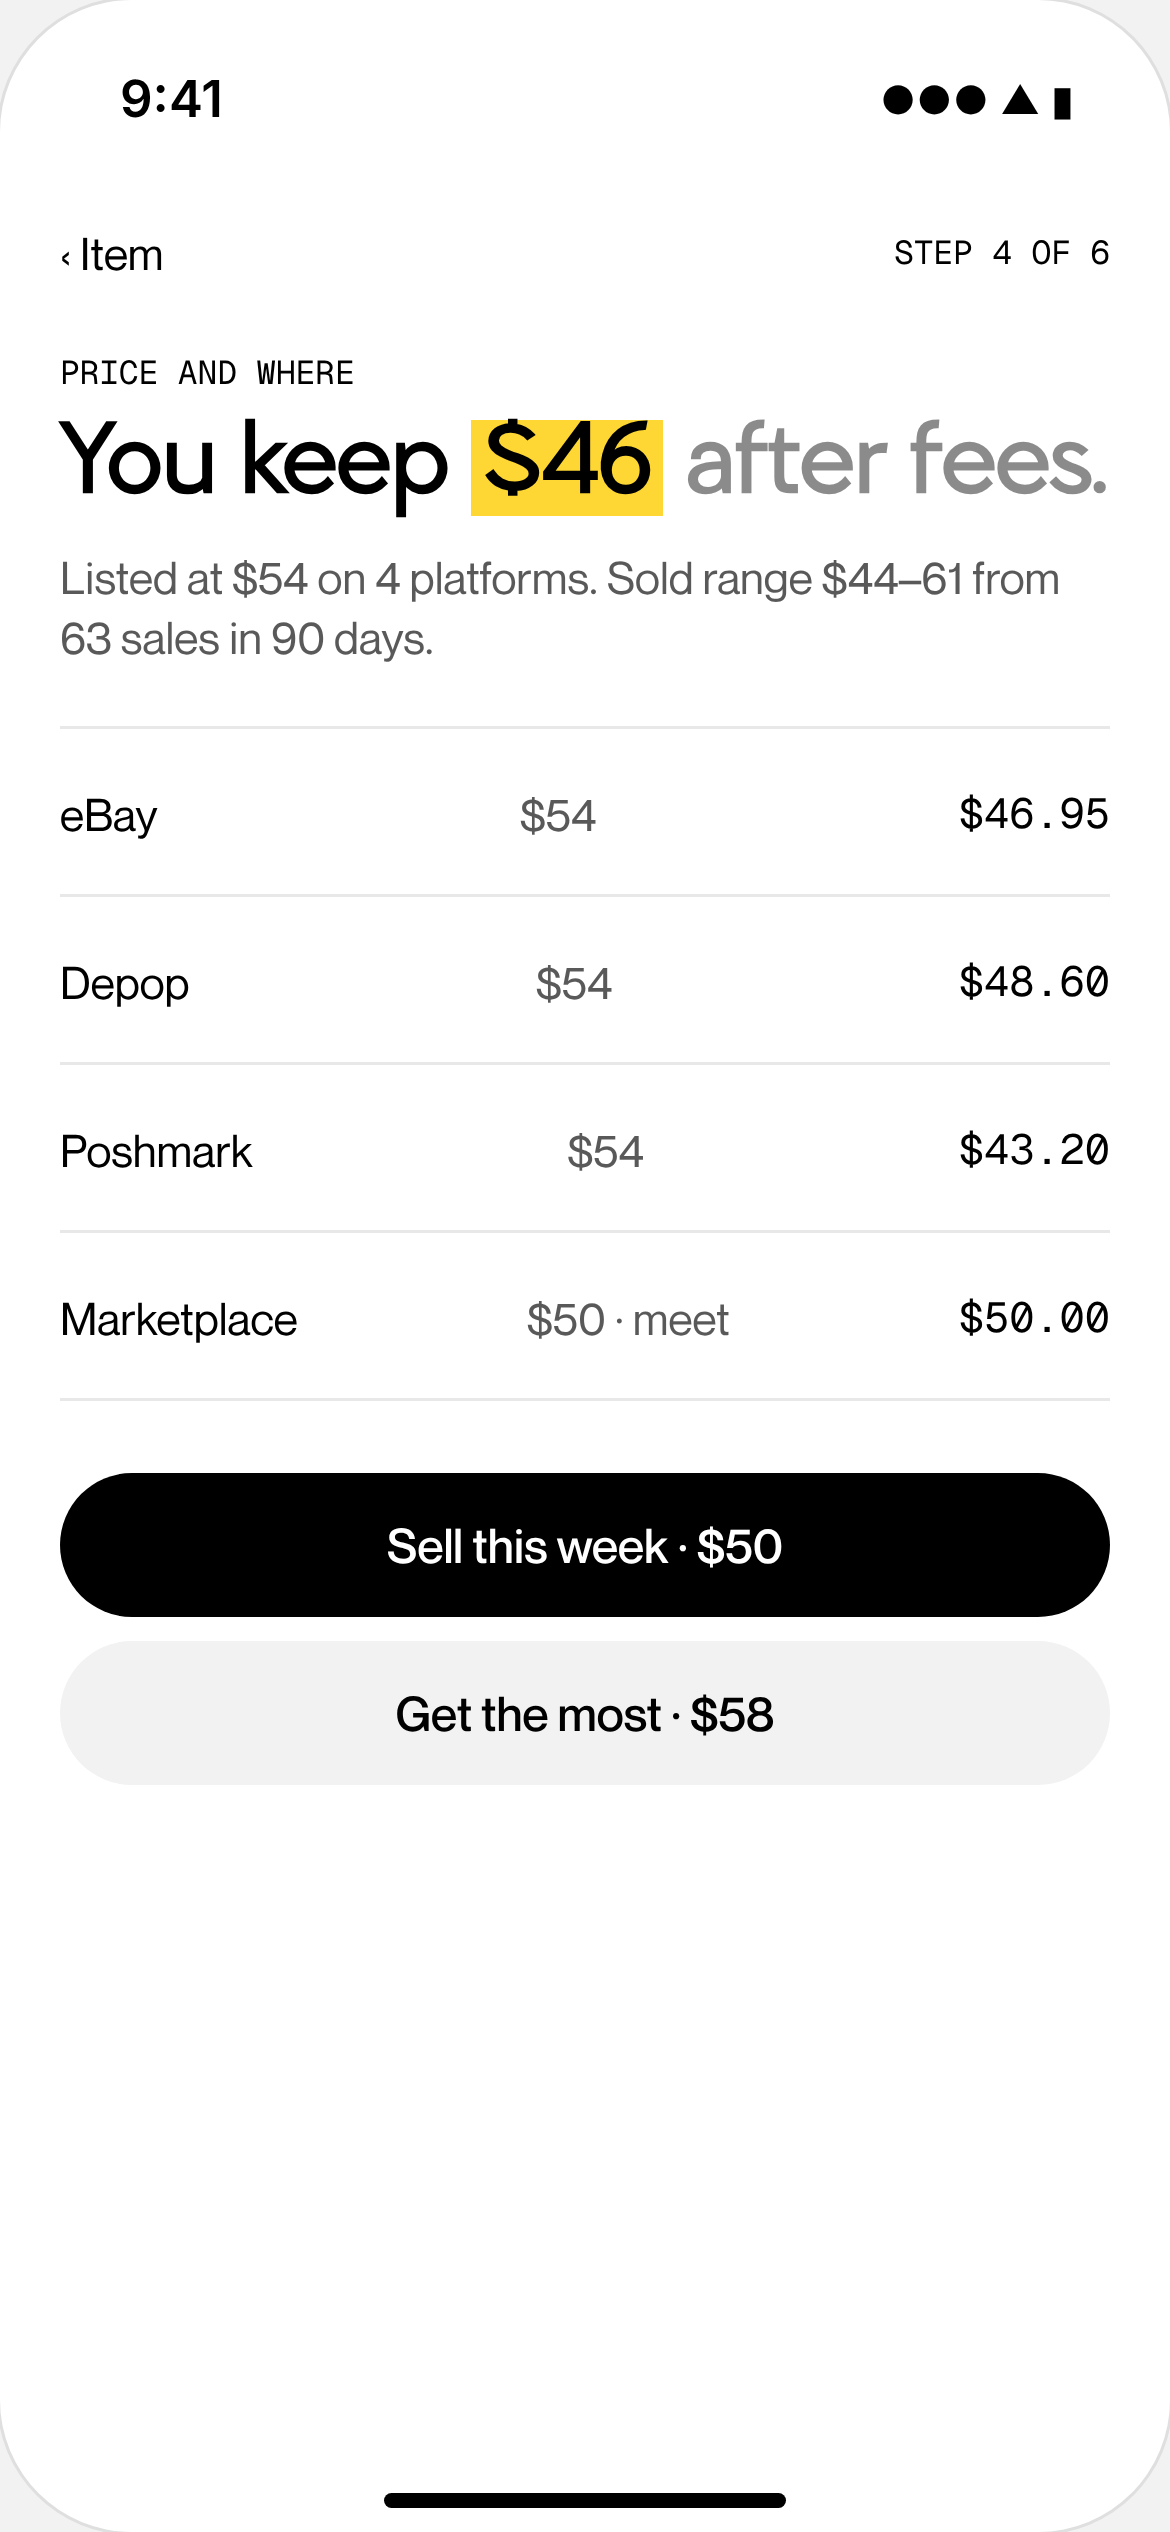 9:41
‹ Item
STEP 4 OF 6
PRICE AND WHERE
You keep $46 after fees.
Listed at $54 on 4 platforms. Sold range $44–61 from
63 sales in 90 days.
eBay $54 $46.95
Depop $54 $48.60
Poshmark $54 $43.20
Marketplace $50 · meet $50.00
Sell this week · $50
Get the most · $58